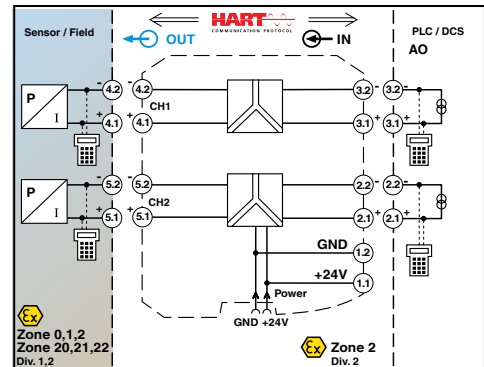 Sensor / Field
HART
COMMUNICATION PROTOCOL
PLC / DCS
OUT
IN
AO
P
I
- 4.2 - 4.2
CH1
3.2 - 3.2 -
+ 4.1 + 4.1
3.1 + 3.1 +
P
I
- 5.2 - 5.2
CH2
2.2 - 2.2 -
+ 5.1 + 5.1
2.1 + 2.1 +
GND
1.2
+24V
1.1
Power
GND +24V
Ex
Zone 0,1,2
Zone 20,21,22
Div. 1,2
Ex
Zone 2
Div. 2